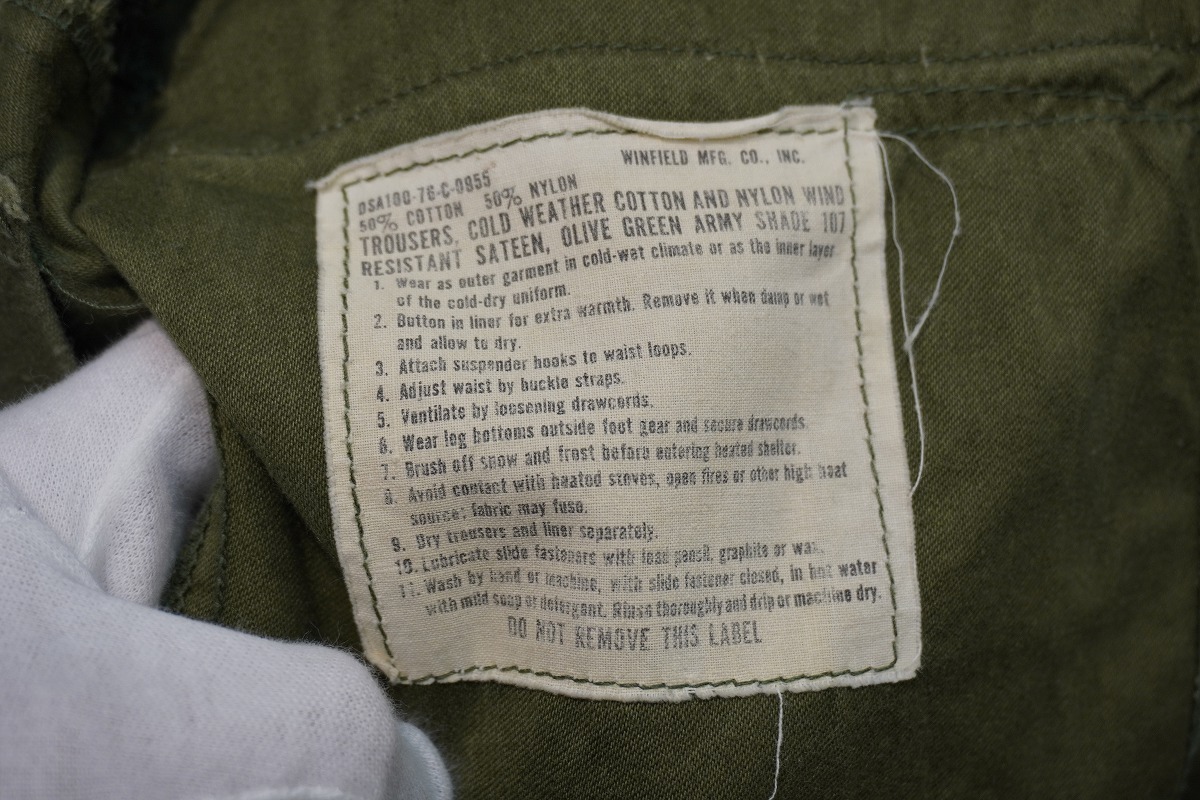 WINFIELD MFG. CO., INC.
DSA100-76-C-0955
50% COTTON 50% NYLON
TROUSERS, COLD WEATHER COTTON AND NYLON WIND
RESISTANT SATEEN, OLIVE GREEN ARMY SHADE 107
1. Wear as outer garment in cold-wet climate or as the inner layer
of the cold-dry uniform.
2. Button in liner for extra warmth. Remove it when damp or wet
and allow to dry.
3. Attach suspender hooks to waist loops.
4. Adjust waist by buckle straps.
5. Ventilate by loosening drawcords.
6. Wear leg bottoms outside foot gear and secure drawcords.
7. Brush off snow and frost before entering heated shelter.
8. Avoid contact with heated stoves, open fires or other high heat
source; fabric may fuse.
9. Dry trousers and liner separately.
10. Lubricate slide fasteners with lead pencil, graphite or wax.
11. Wash by hand or machine, with slide fastener closed, in hot water
with mild soap or detergent. Rinse thoroughly and drip or machine dry.
DO NOT REMOVE THIS LABEL